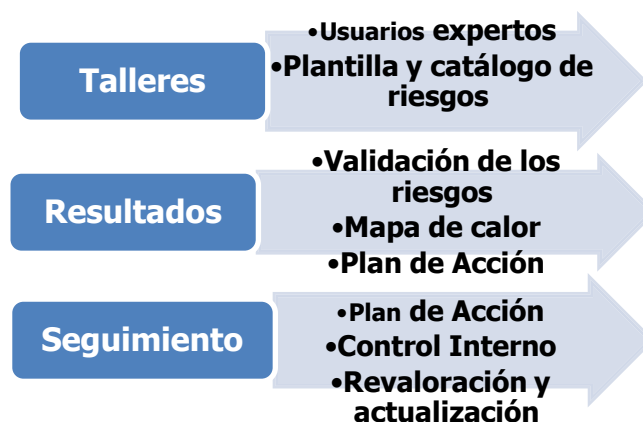 Talleres
•Usuarios expertos
•Plantilla y catálogo de
riesgos
Resultados
•Validación de los
riesgos
•Mapa de calor
•Plan de Acción
Seguimiento
•Plan de Acción
•Control Interno
•Revaloración y
actualización